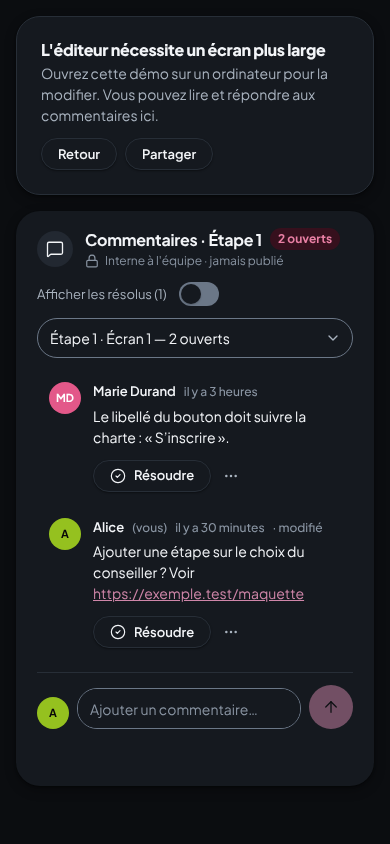 L'éditeur nécessite un écran plus large
Ouvrez cette démo sur un ordinateur pour la
modifier. Vous pouvez lire et répondre aux
commentaires ici.
Retour
Partager
Commentaires · Étape 1
2 ouverts
Interne à l'équipe · jamais publié
Afficher les résolus (1)
Étape 1 · Écran 1 — 2 ouverts
MD
Marie Durand il y a 3 heures
Le libellé du bouton doit suivre la
charte : « S'inscrire ».
Résoudre
A
Alice (vous) il y a 30 minutes · modifié
Ajouter une étape sur le choix du
conseiller ? Voir
https://exemple.test/maquette
Résoudre
A
Ajouter un commentaire…